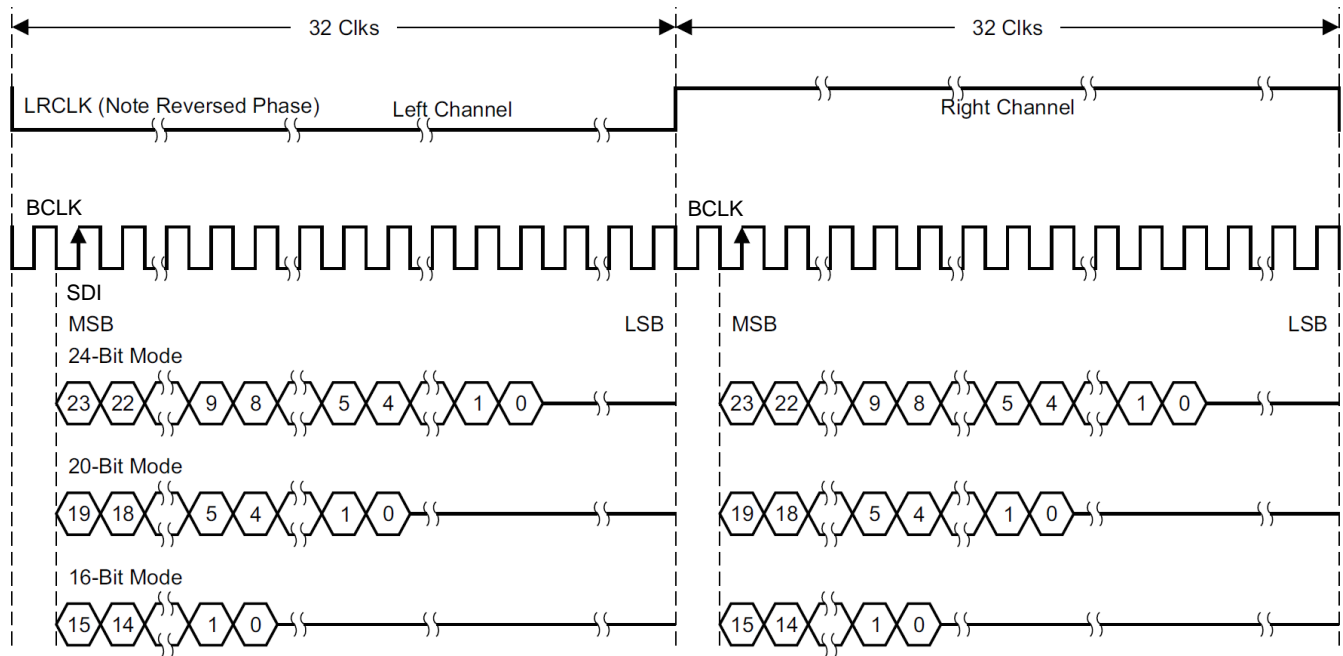 32 Clks 32 Clks
LRCLK (Note Reversed Phase) Left Channel Right Channel
BCLK BCLK
SDI
MSB LSB MSB LSB
24-Bit Mode
23 22 9 8 5 4 1 0 23 22 9 8 5 4 1 0
20-Bit Mode
19 18 5 4 1 0 19 18 5 4 1 0
16-Bit Mode
15 14 1 0 15 14 1 0